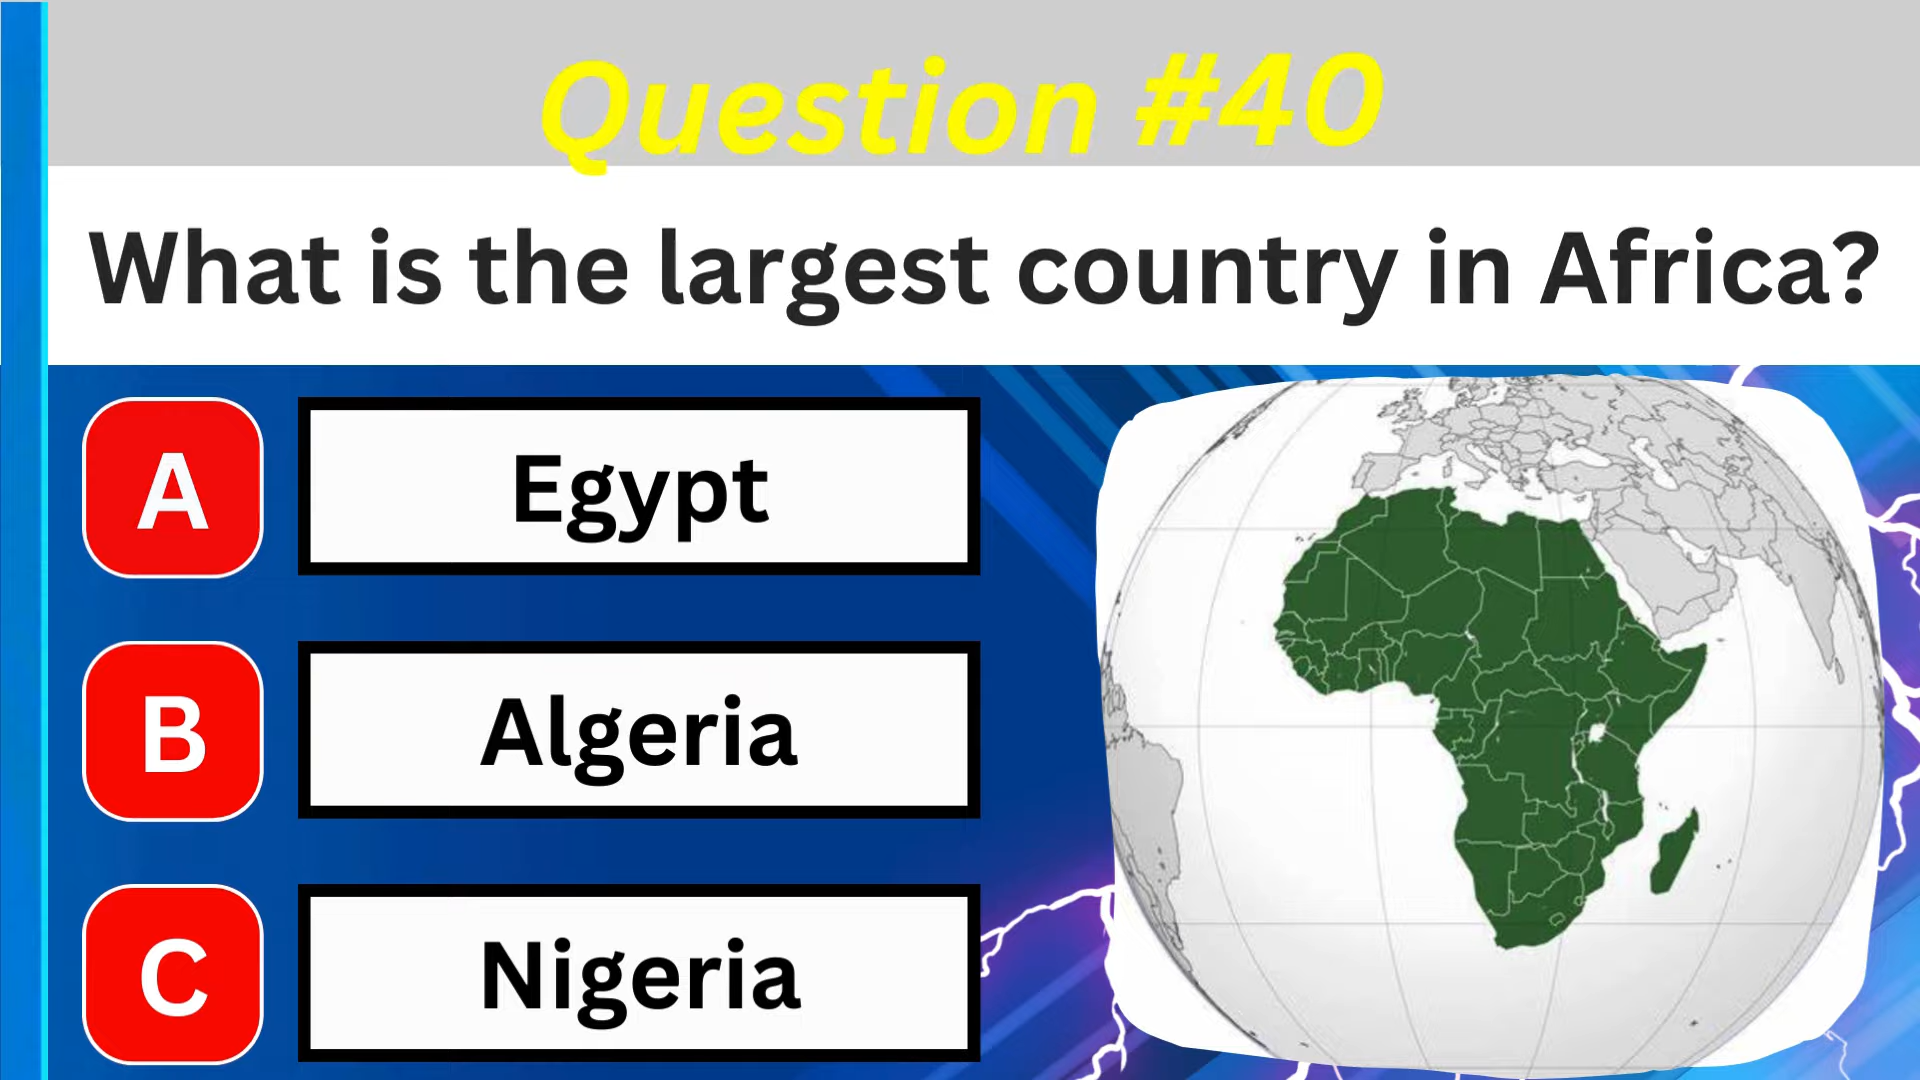 Question #40
What is the largest country in Africa?
A
Egypt
B
Algeria
C
Nigeria